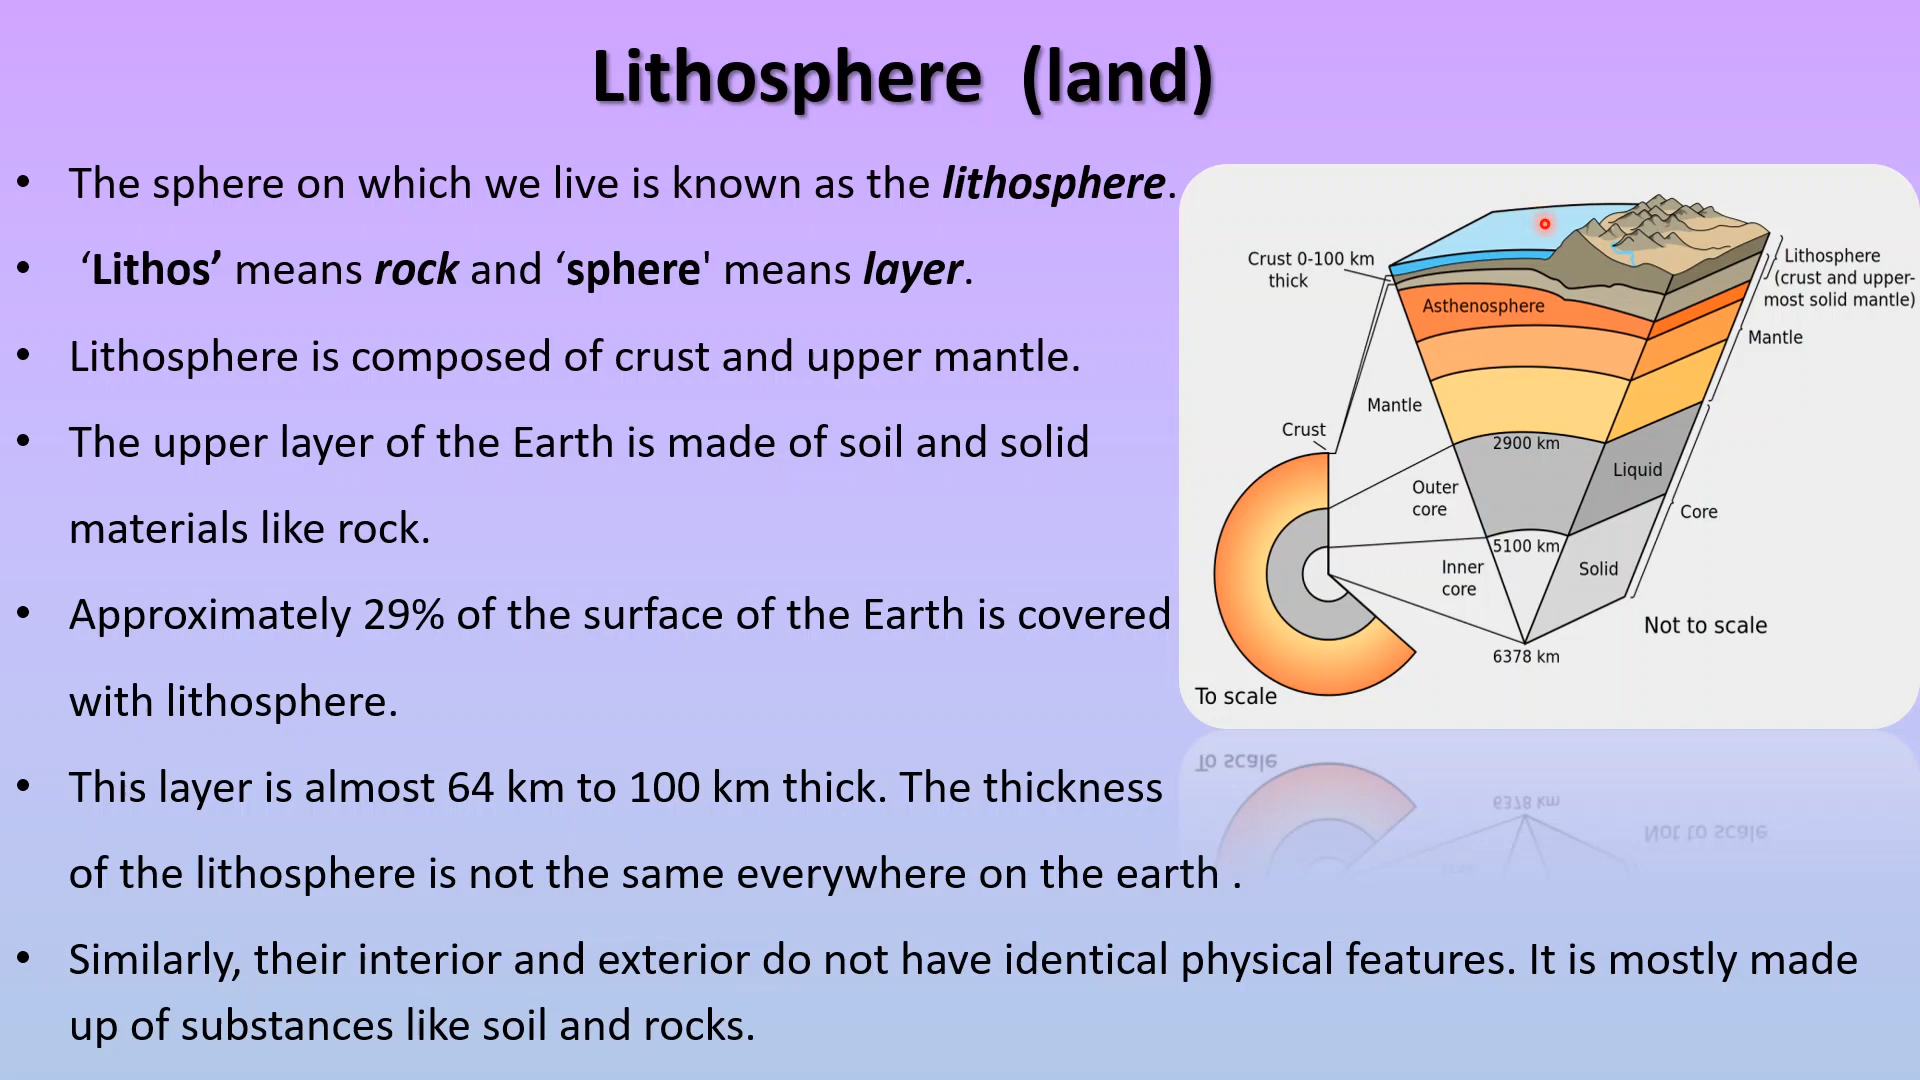 Lithosphere (land)
• The sphere on which we live is known as the lithosphere.
• ‘Lithos’ means rock and ‘sphere' means layer.
• Lithosphere is composed of crust and upper mantle.
• The upper layer of the Earth is made of soil and solid
materials like rock.
• Approximately 29% of the surface of the Earth is covered
with lithosphere.
• This layer is almost 64 km to 100 km thick. The thickness
of the lithosphere is not the same everywhere on the earth .
• Similarly, their interior and exterior do not have identical physical features. It is mostly made
up of substances like soil and rocks.
Crust 0-100 km
thick
Asthenosphere
Lithosphere
(crust and upper-
most solid mantle)
Mantle
Mantle
Crust
2900 km
Liquid
Outer
core
Core
5100 km
Inner
core
Solid
Not to scale
6378 km
To scale
To scale
6378 km
Not to scale